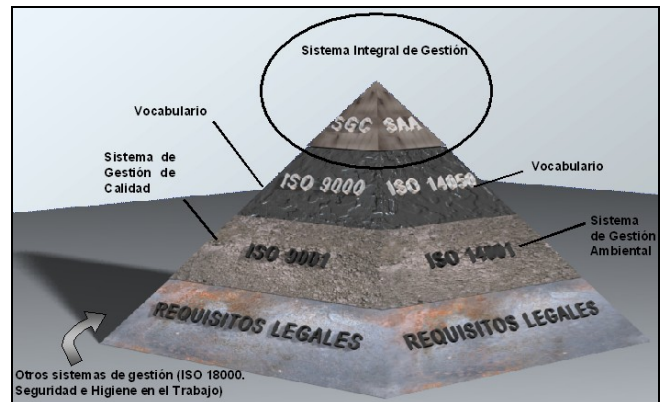 Sistema Integral de Gestión
SGC SAA
Vocabulario
Sistema de
Gestión de
Calidad
ISO 9000 ISO 14050
Vocabulario
Sistema
de Gestión
Ambiental
ISO 9001 ISO 14001
REQUISITOS LEGALES REQUISITOS LEGALES
Otros sistemas de gestión (ISO 18000.
Seguridad e Higiene en el Trabajo)